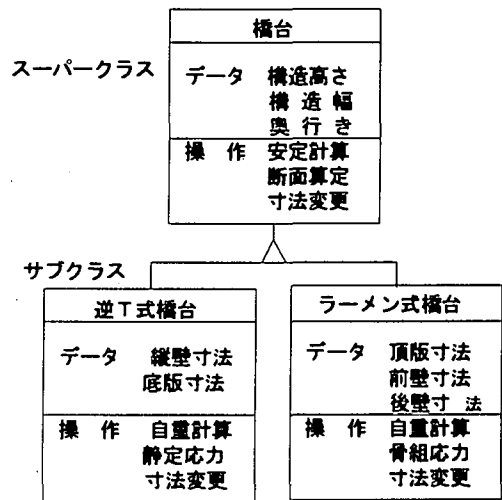 橋台
スーパークラス
データ 構造高さ
構造幅
奥行き
操作 安定計算
断面算定
寸法変更
サブクラス
逆T式橋台
データ 縦壁寸法
底版寸法
操作 自重計算
静定応力
寸法変更
ラーメン式橋台
データ 頂版寸法
前壁寸法
後壁寸法
操作 自重計算
骨組応力
寸法変更